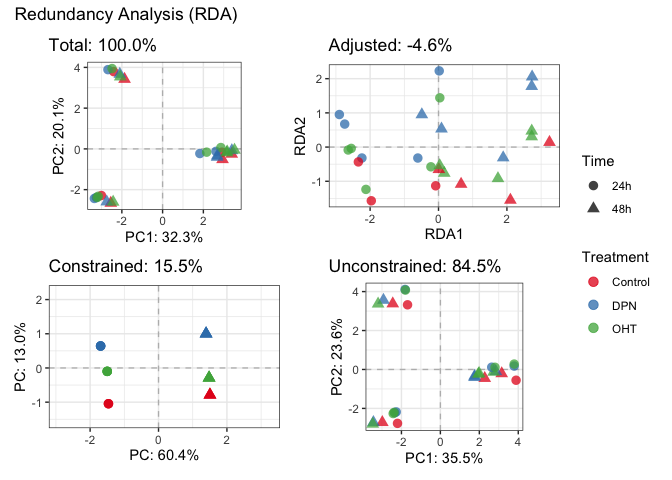 Redundancy Analysis (RDA)
Total: 100.0%
4
2
0
-2
PC2: 20.1%
-2 0 2
PC1: 32.3%
Adjusted: -4.6%
2
1
0
-1
RDA2
-2 0 2
RDA1
Constrained: 15.5%
2
1
0
-1
PC: 13.0%
-2 0 2
PC: 60.4%
Unconstrained: 84.5%
4
2
0
-2
PC2: 23.6%
-2 0 2 4
PC1: 35.5%
Time
24h
48h
Treatment
Control
DPN
OHT